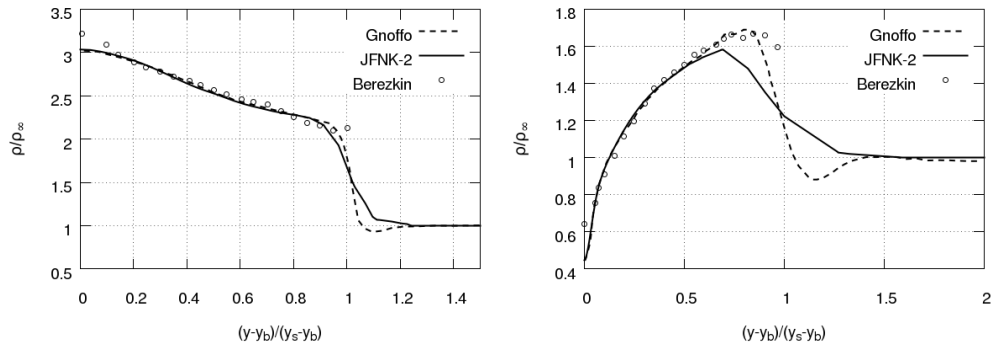 3.5
3
2.5
2
1.5
1
0.5
ρ/ρ∞
Gnoffo
JFNK-2
Berezkin
0 0.2 0.4 0.6 0.8 1 1.2 1.4
(y-yb)/(ys-yb)
1.8
1.6
1.4
1.2
1
0.8
0.6
0.4
ρ/ρ∞
Gnoffo
JFNK-2
Berezkin
0 0.5 1 1.5 2
(y-yb)/(ys-yb)